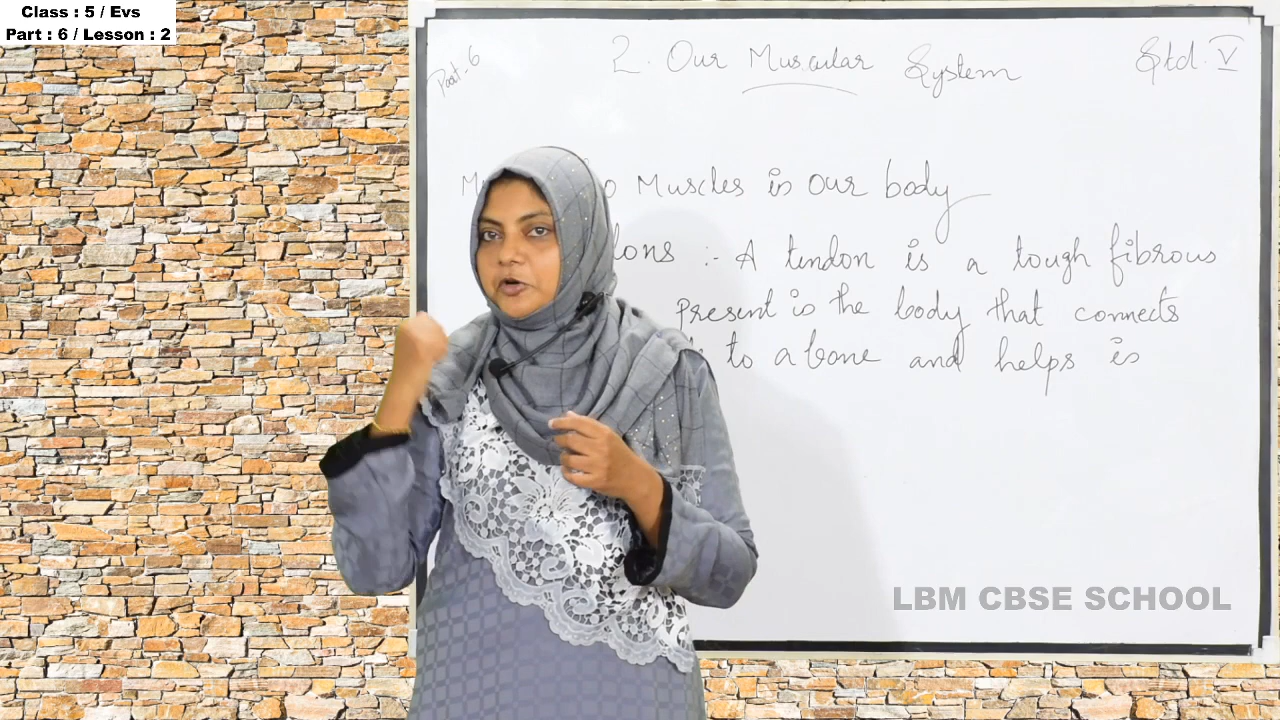 Class : 5 / Evs
Part : 6 / Lesson : 2
Part-6
2. Our Muscular System
Std. V
Muscles in our body
:- A tendon is a tough fibrous
present is the body that connects
to a bone and helps is
LBM CBSE SCHOOL